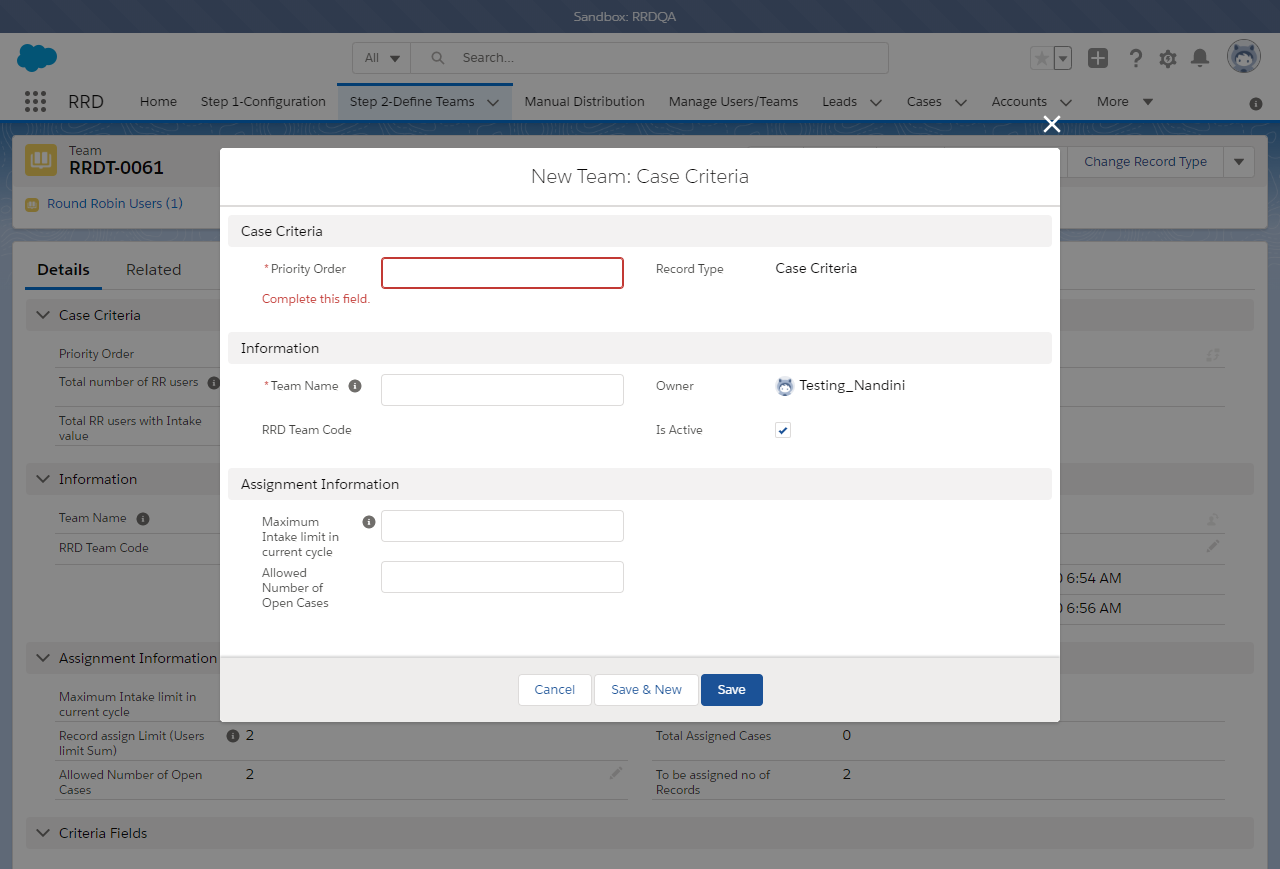 Sandbox: RRDQA
All
Search...
RRD
Home
Step 1-Configuration
Step 2-Define Teams
Manual Distribution
Manage Users/Teams
Leads
Cases
Accounts
More
Team
RRDT-0061
Change Record Type
Round Robin Users (1)
New Team: Case Criteria
Case Criteria
*Priority Order
Record Type
Case Criteria
Complete this field.
Information
*Team Name
Owner
Testing_Nandini
RRD Team Code
Is Active
Assignment Information
Maximum
Intake limit in
current cycle
Allowed
Number of
Open Cases
Cancel
Save & New
Save
Details
Related
Case Criteria
Priority Order
Total number of RR users
Total RR users with Intake
value
Information
Team Name
RRD Team Code
6:54 AM
6:56 AM
Assignment Information
Maximum Intake limit in
current cycle
Record assign Limit (Users
limit Sum)
2
Total Assigned Cases
0
Allowed Number of Open
Cases
2
To be assigned no of
Records
2
Criteria Fields